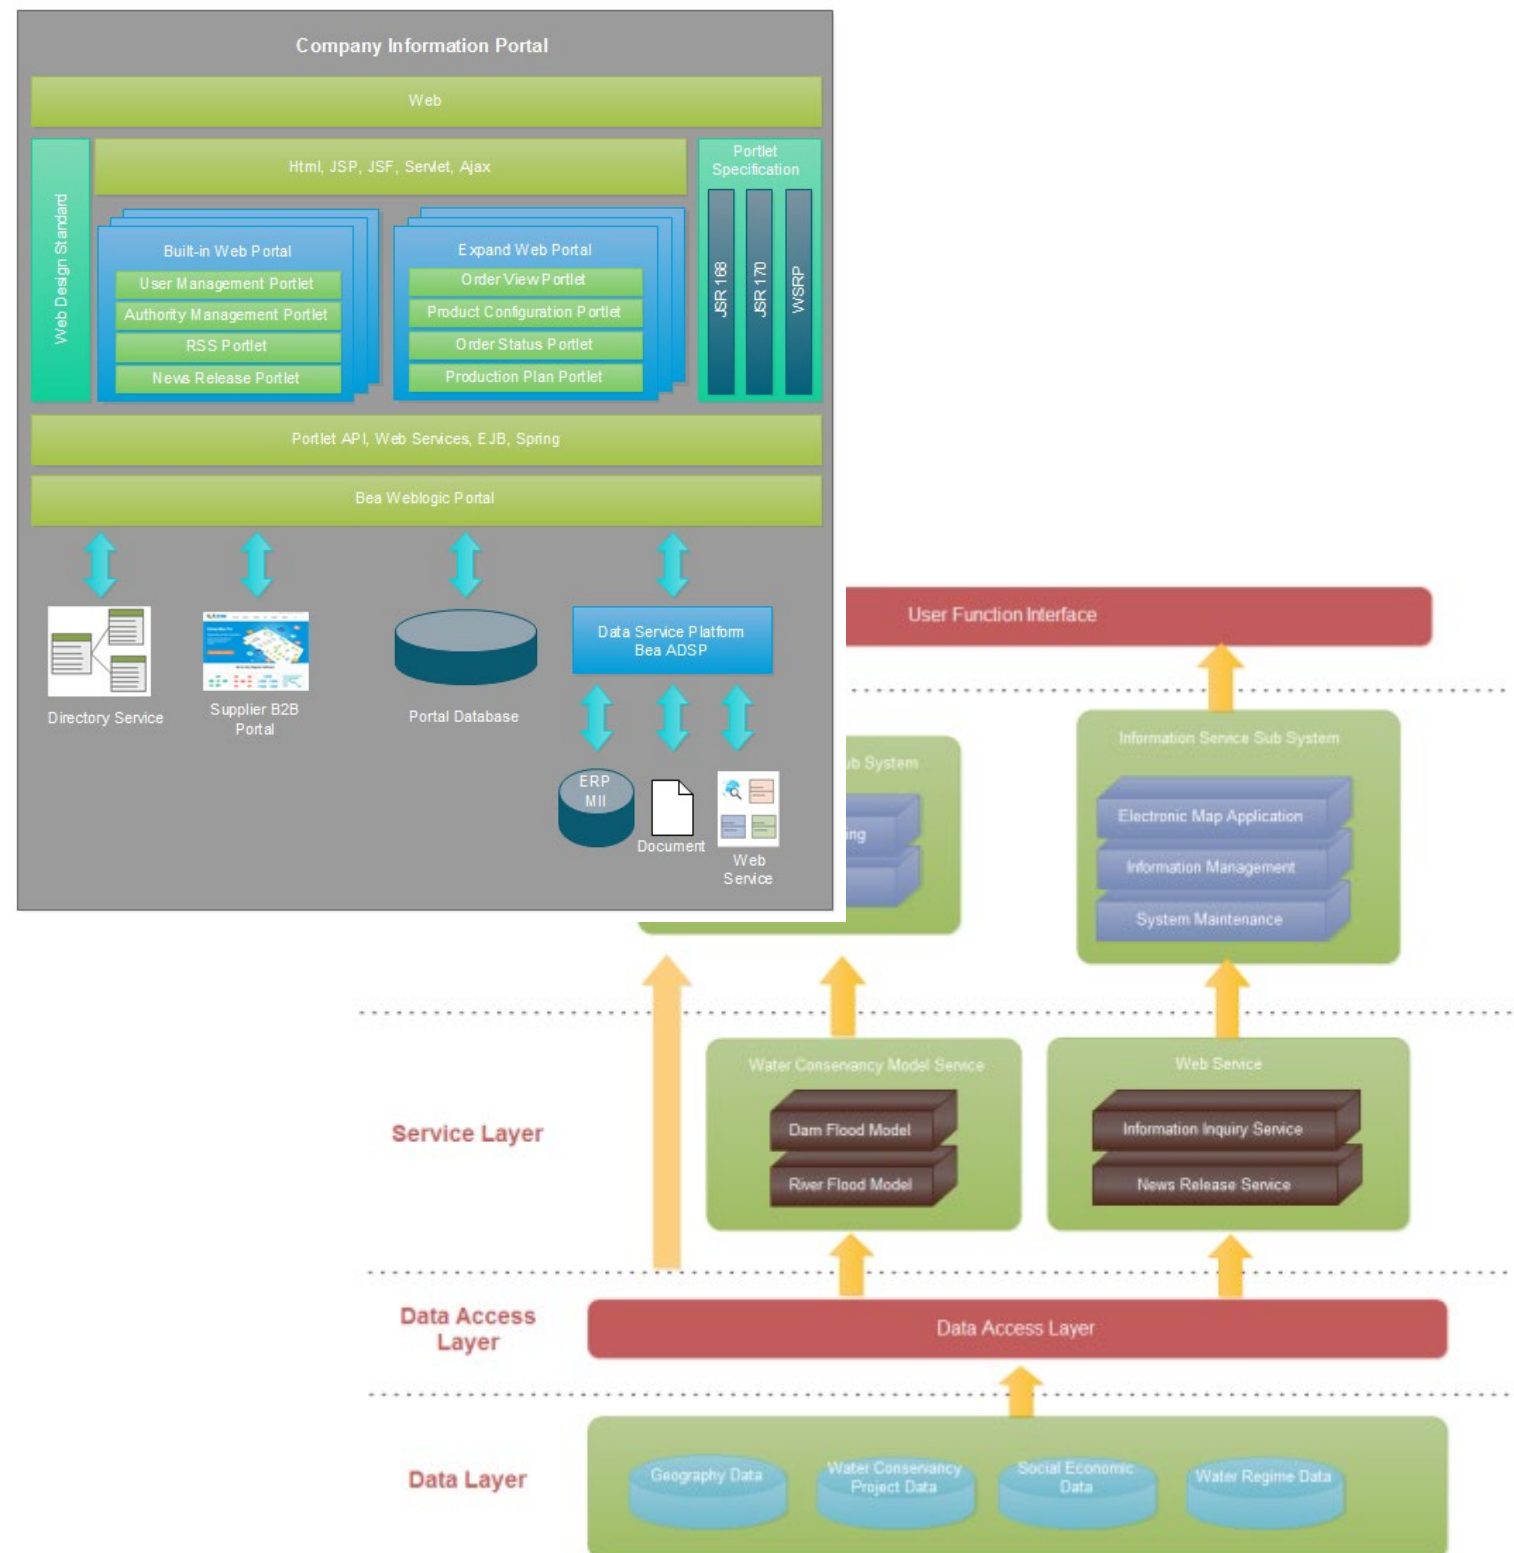 Company Information Portal
Web
Web Design Standard
Html, JSP, JSF, Servlet, Ajax
Built-in Web Portal
User Management Portlet
Authority Management Portlet
RSS Portlet
News Release Portlet
Expand Web Portal
Order View Portlet
Product Configuration Portlet
Order Status Portlet
Production Plan Portlet
Portlet
Specification
JSR 168
JSR 170
WSRP
Portlet API, Web Services, EJB, Spring
Bea Weblogic Portal
Directory Service
Supplier B2B
Portal
Portal Database
Data Service Platform
Bea ADSP
ERP
MII
Document
Web
Service
User Function Interface
System
Information Service Sub System
Electronic Map Application
Information Management
System Maintenance
Service Layer
Water Conservancy Model Service
Dam Flood Model
River Flood Model
Web Service
Information Inquiry Service
News Release Service
Data Access
Layer
Data Access Layer
Data Layer
Geography Data
Water Conservancy
Project Data
Social Economic
Data
Water Regime Data